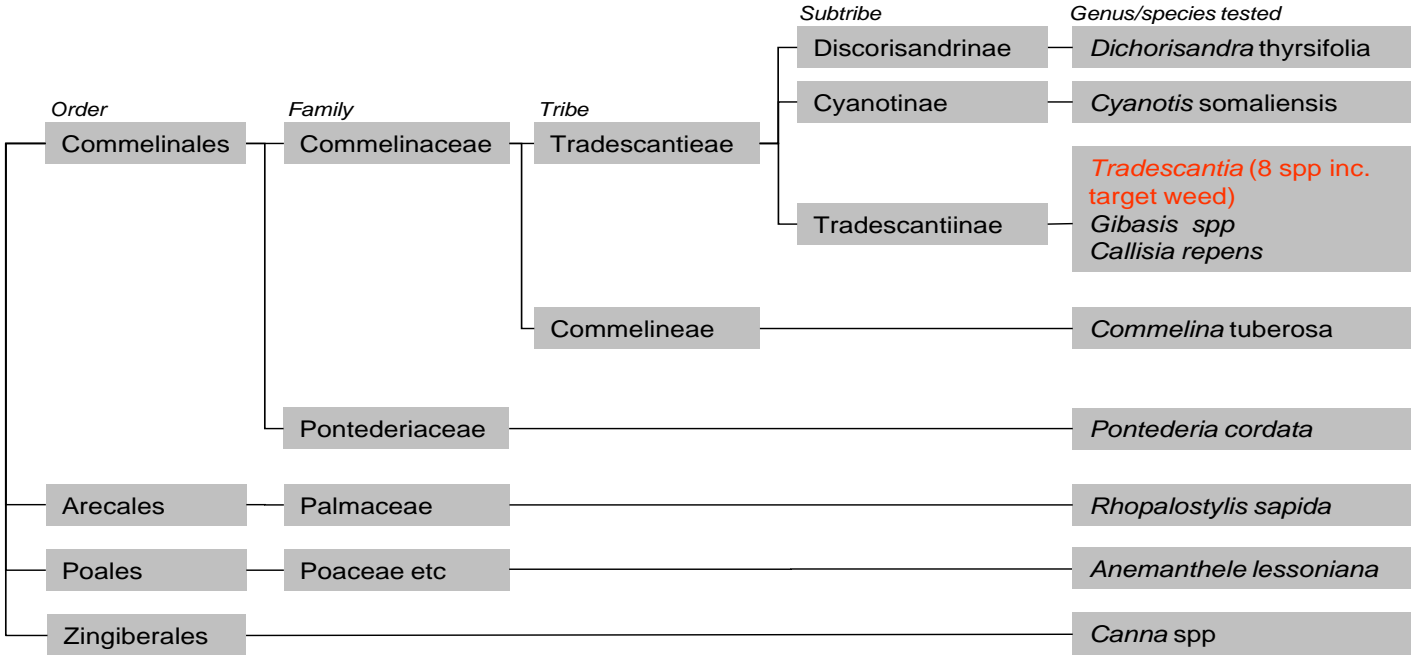 Subtribe
Genus/species tested
Discorisandrinae
Dichorisandra thyrsifolia
Cyanotinae
Cyanotis somaliensis
Order
Family
Tribe
Commelinales
Commelinaceae
Tradescantieae
Tradescantia (8 spp inc.
target weed)
Tradescantiinae
Gibasis spp
Callisia repens
Commelineae
Commelina tuberosa
Pontederiaceae
Pontederia cordata
Arecales
Palmaceae
Rhopalostylis sapida
Poales
Poaceae etc
Anemanthele lessoniana
Zingiberales
Canna spp